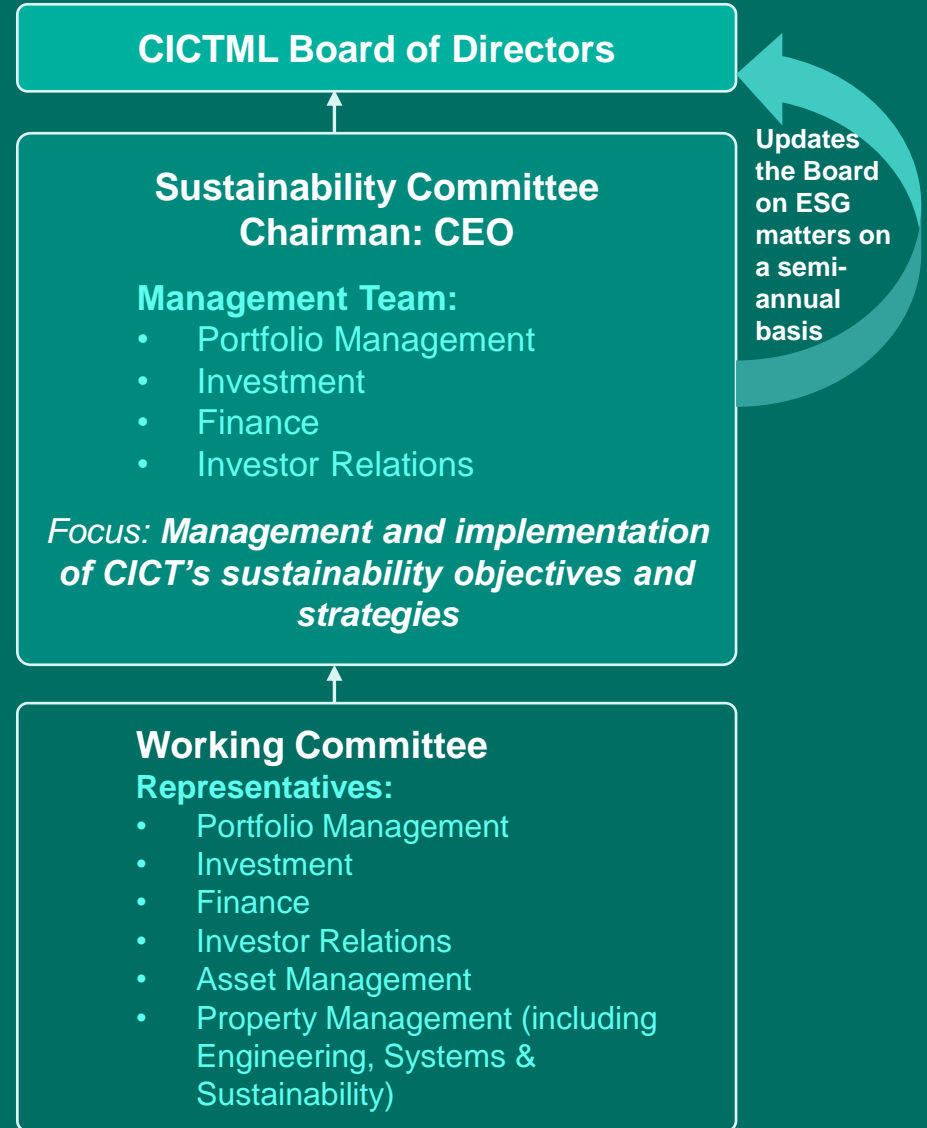 CICTML Board of Directors
Updates
the Board
on ESG
matters on
a semi-
annual
basis
Sustainability Committee
Chairman: CEO
Management Team:
• Portfolio Management
• Investment
• Finance
• Investor Relations
Focus: Management and implementation
of CICT’s sustainability objectives and
strategies
Working Committee
Representatives:
• Portfolio Management
• Investment
• Finance
• Investor Relations
• Asset Management
• Property Management (including
Engineering, Systems &
Sustainability)